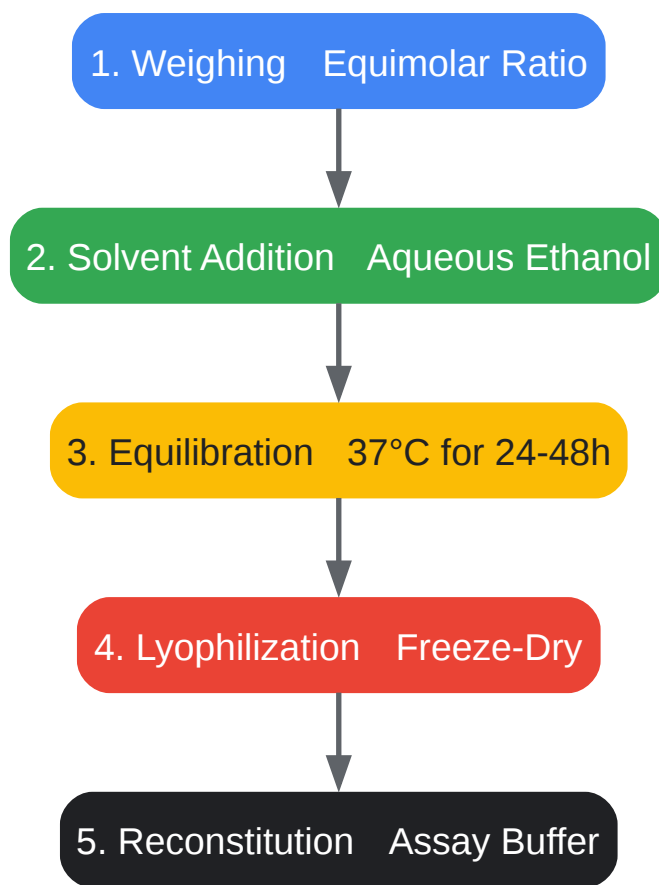 1. Weighing Equimolar Ratio
2. Solvent Addition Aqueous Ethanol
3. Equilibration 37°C for 24-48h
4. Lyophilization Freeze-Dry
5. Reconstitution Assay Buffer